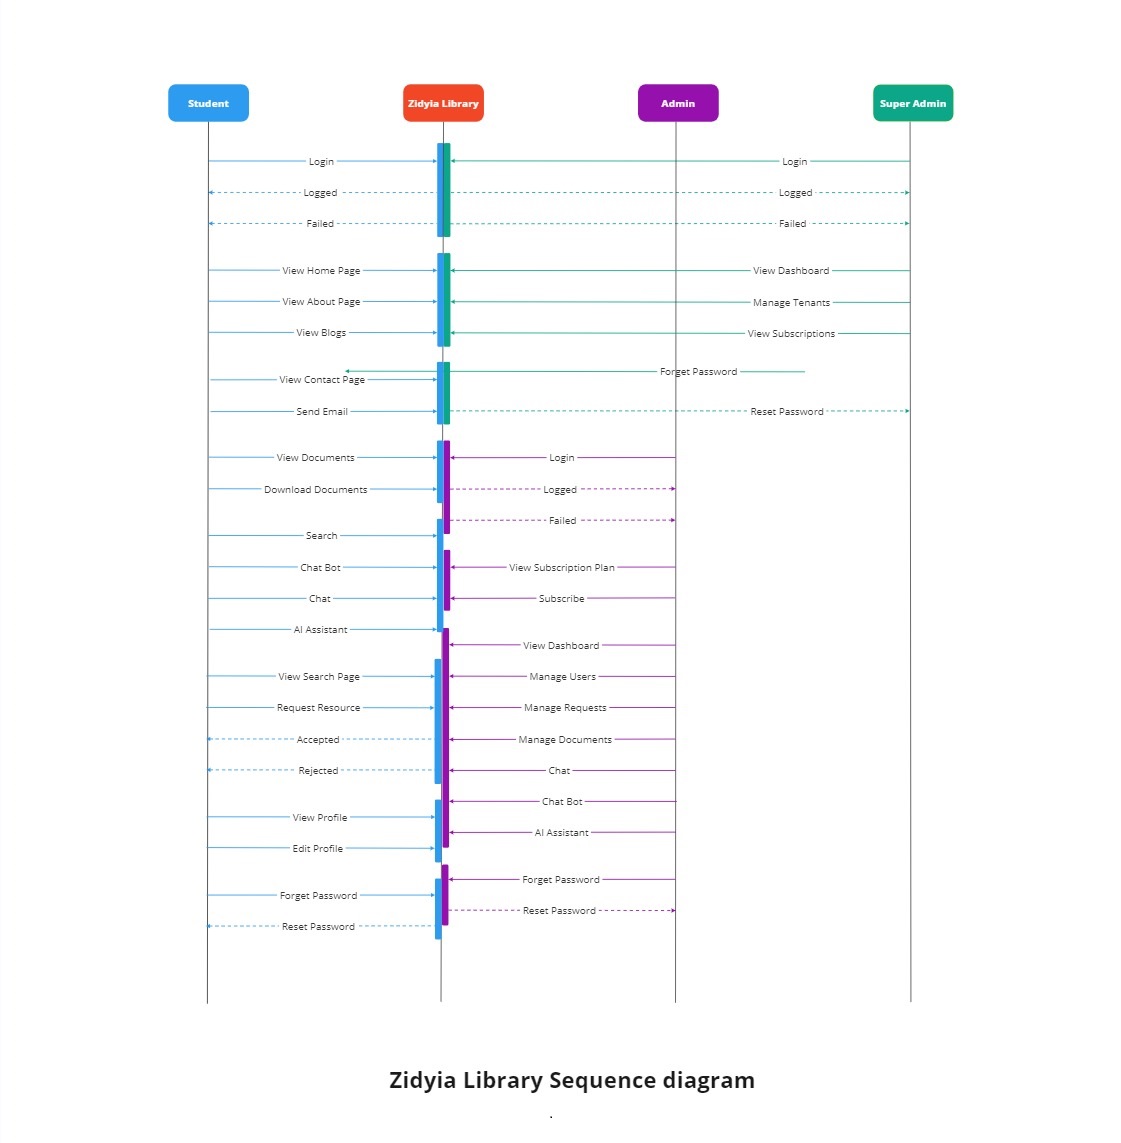 Student
Zidyia Library
Admin
Super Admin
Login
Login
Logged
Logged
Failed
Failed
View Home Page
View Dashboard
View About Page
Manage Tenants
View Blogs
View Subscriptions
Forget Password
View Contact Page
Send Email
Reset Password
View Documents
Login
Download Documents
Logged
Failed
Search
Chat Bot
View Subscription Plan
Chat
Subscribe
AI Assistant
View Dashboard
View Search Page
Manage Users
Request Resource
Manage Requests
Accepted
Manage Documents
Rejected
Chat
Chat Bot
View Profile
AI Assistant
Edit Profile
Forget Password
Forget Password
Reset Password
Reset Password
Zidyia Library Sequence diagram
.